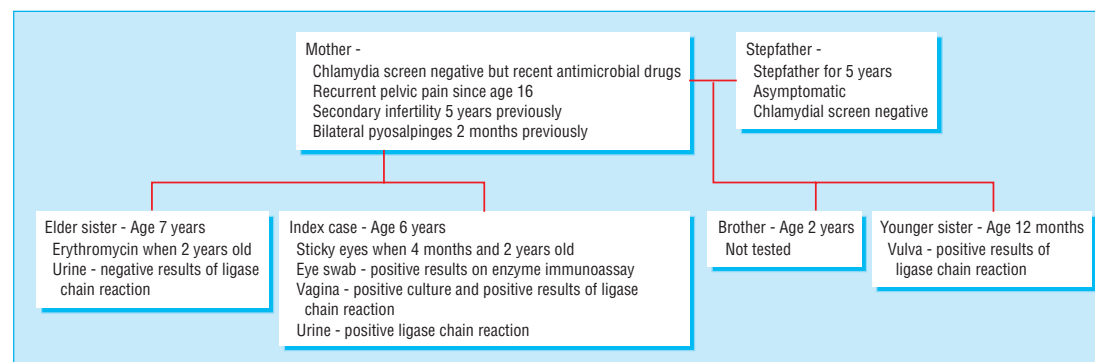 Mother -
Chlamydia screen negative but recent antimicrobial drugs
Recurrent pelvic pain since age 16
Secondary infertility 5 years previously
Bilateral pyosalpinges 2 months previously
Stepfather -
Stepfather for 5 years
Asymptomatic
Chlamydial screen negative
Elder sister - Age 7 years
Erythromycin when 2 years old
Urine - negative results of ligase
chain reaction
Index case - Age 6 years
Sticky eyes when 4 months and 2 years old
Eye swab - positive results on enzyme immunoassay
Vagina - positive culture and positive results of ligase
chain reaction
Urine - positive ligase chain reaction
Brother - Age 2 years
Not tested
Younger sister - Age 12 months
Vulva - positive results of
ligase chain reaction